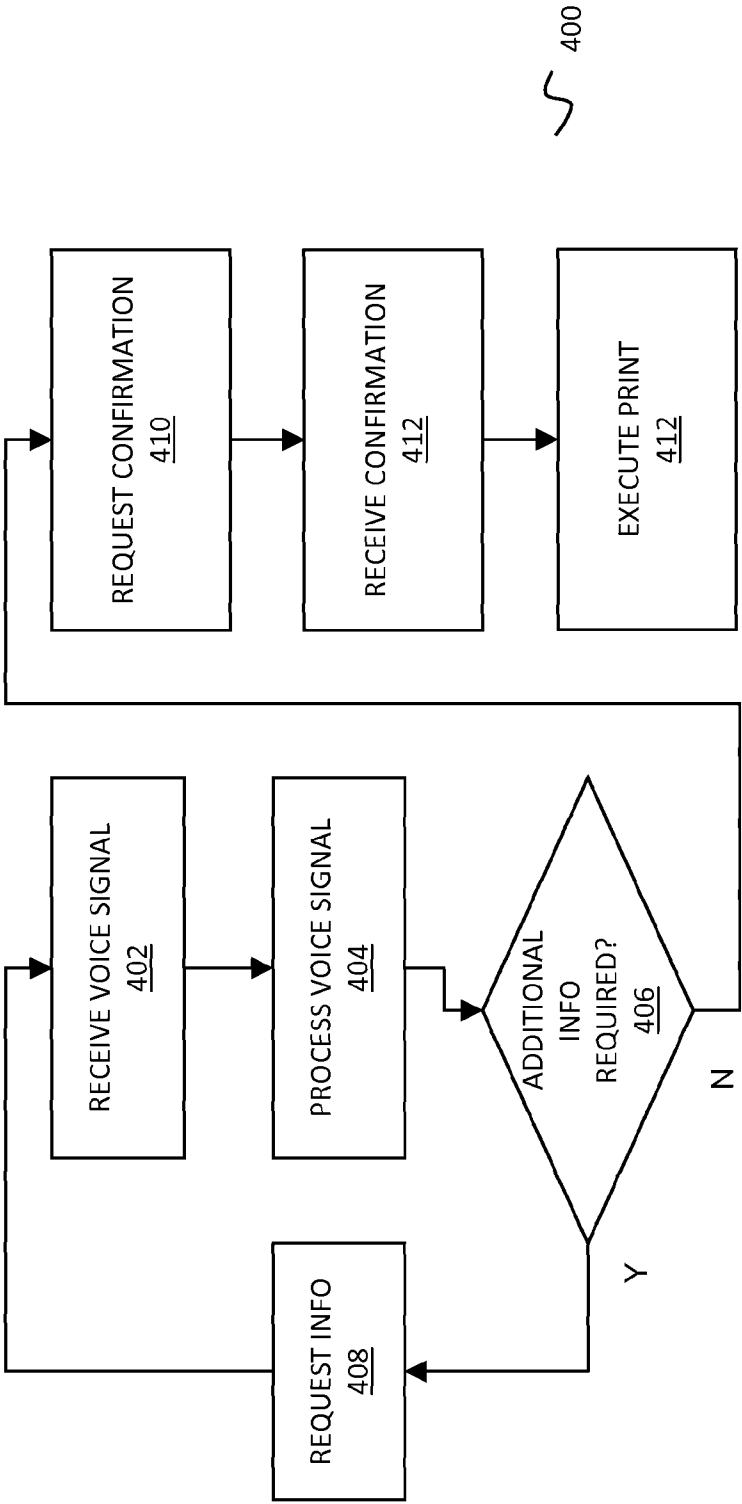 400
RECEIVE VOICE SIGNAL
402
PROCESS VOICE SIGNAL
404
ADDITIONAL
INFO
REQUIRED?
406
Y
N
REQUEST INFO
408
REQUEST CONFIRMATION
410
RECEIVE CONFIRMATION
412
EXECUTE PRINT
412